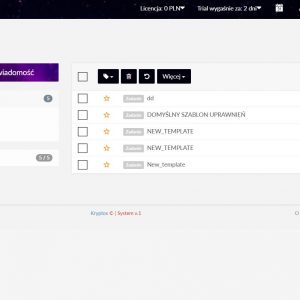 Licencja: 0 PLN Trial wygaśnie za: 2 dni
wiadomość
Więcej
5
dd
DOMYŚLNY SZABLON UPRAWNIEŃ
NEW_TEMPLATE
5 / 5
NEW_TEMPLATE
New_template
Kryptos © | System v.1